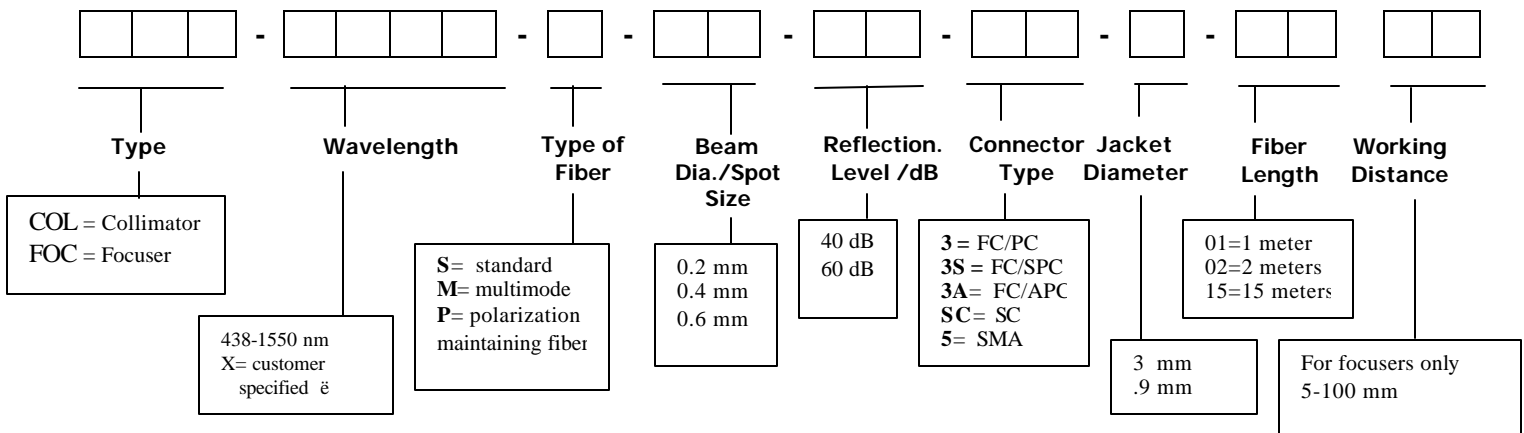 - - - - - - -
Type
Wavelength
Type of
Fiber
Beam
Dia./Spot
Size
Reflection.
Level /dB
Connector
Type
Jacket
Diameter
Fiber
Length
Working
Distance
COL = Collimator
FOC = Focuser
438-1550 nm
X= customer
specified ë
S= standard
M= multimode
P= polarization
maintaining fiber
0.2 mm
0.4 mm
0.6 mm
40 dB
60 dB
3 = FC/PC
3S = FC/SPC
3A= FC/APC
SC= SC
5= SMA
3 mm
.9 mm
01=1 meter
02=2 meters
15=15 meters
For focusers only
5-100 mm